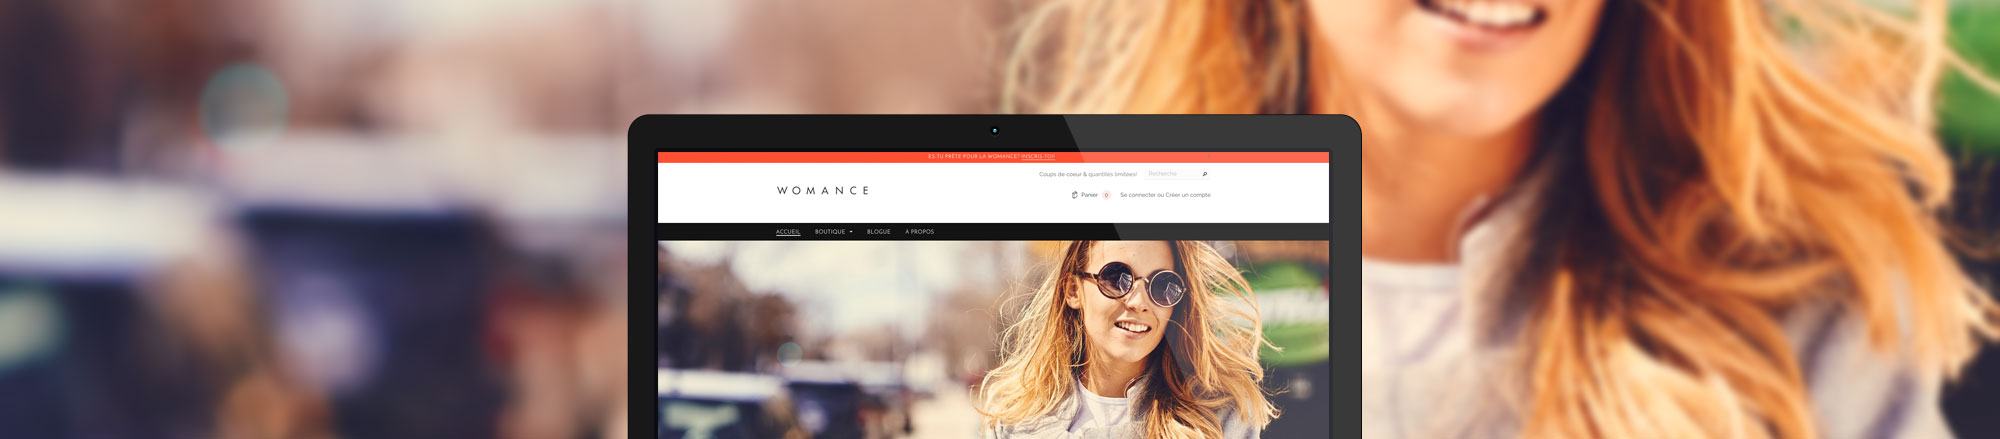 ES-TU PRÊTE POUR LA WOMANCE? INSCRIS-TOI!
Coups de coeur & quantités limitées!
Recherche
WOMANCE
Panier 0
Se connecter ou Créer un compte
ACCUEIL BOUTIQUE BLOGUE À PROPOS